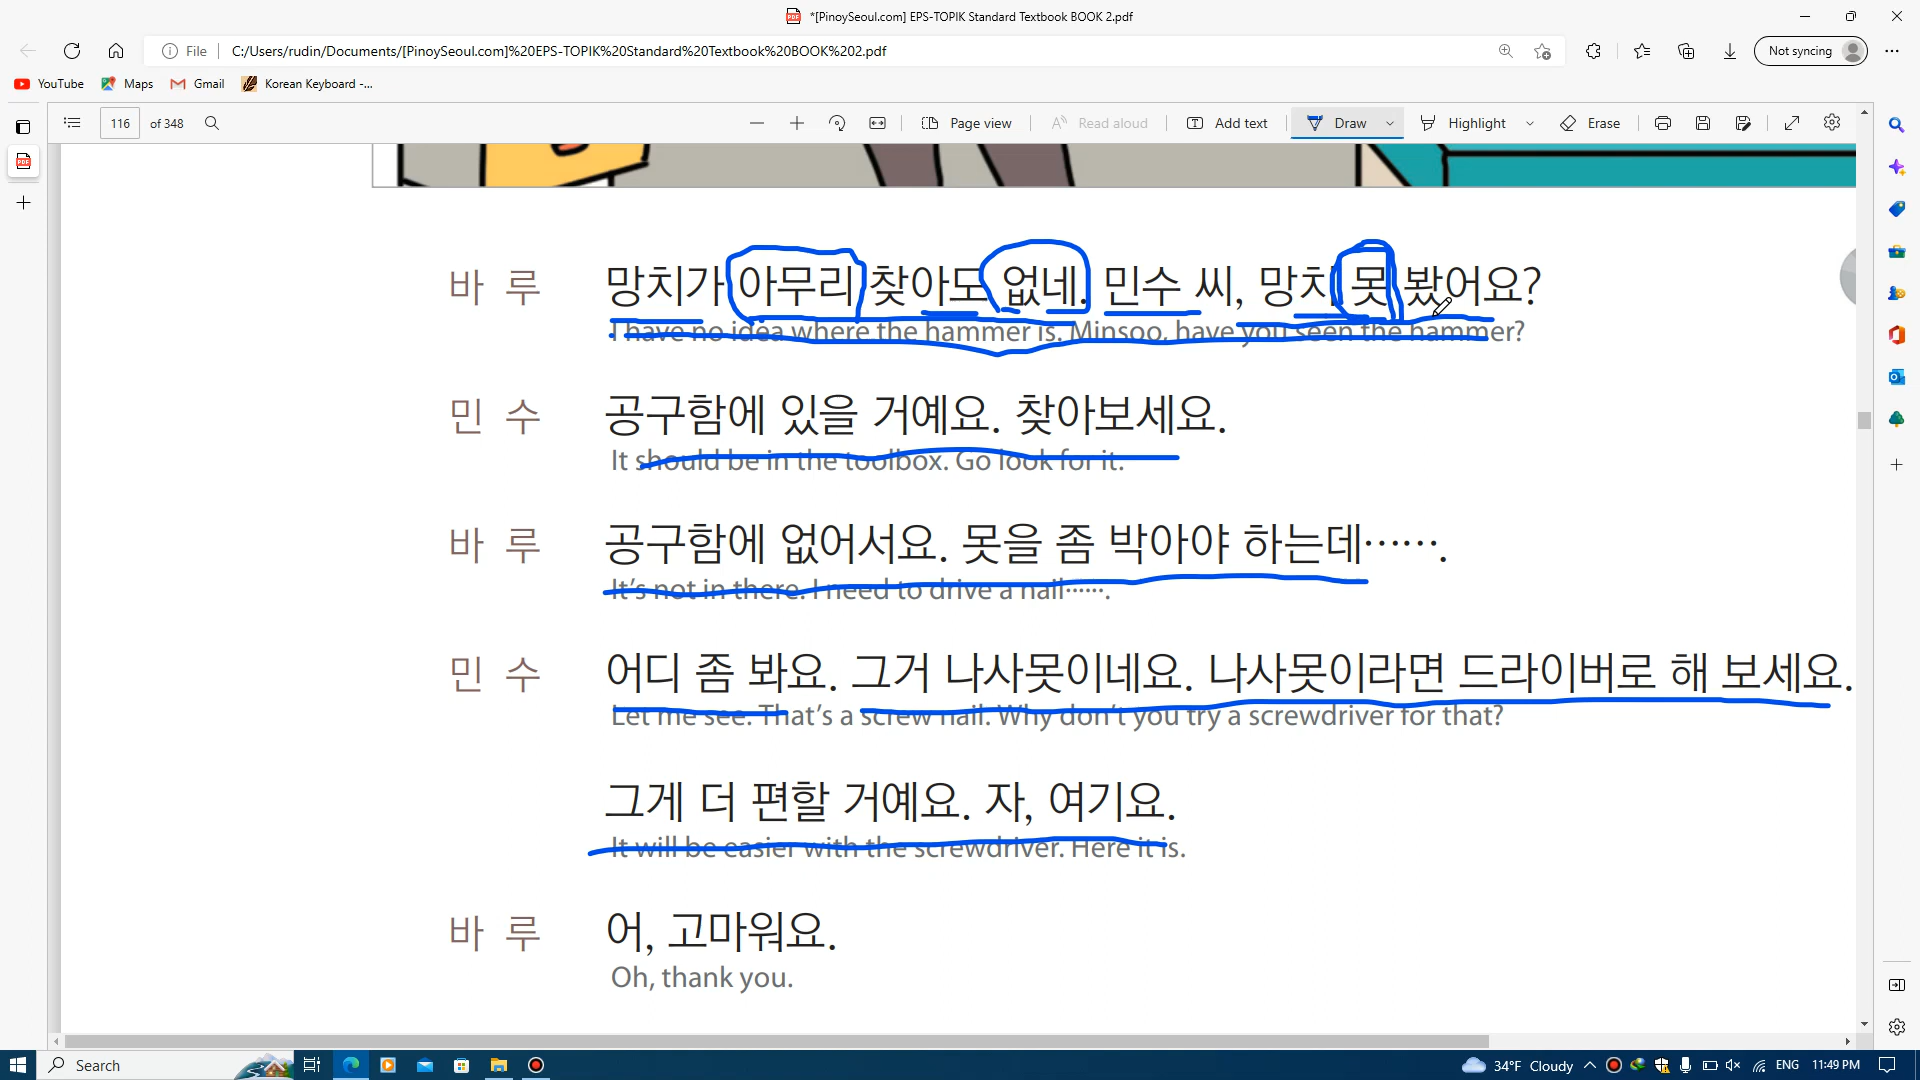 *[PinoySeoul.com] EPS-TOPIK Standard Textbook BOOK 2.pdf
File C:/Users/rudin/Documents/[PinoySeoul.com]%20EPS-TOPIK%20Standard%20Textbook%20BOOK%202.pdf Not syncing
YouTube Maps Gmail Korean Keyboard -...
116 of 348 Page view Read aloud Add text Draw Highlight Erase
바 루 망치가 아무리 찾아도 없네. 민수 씨, 망치 못 봤어요?
I have no idea where the hammer is. Minsoo, have you seen the hammer?
민 수 공구함에 있을 거예요. 찾아보세요.
It should be in the toolbox. Go look for it.
바 루 공구함에 없어서요. 못을 좀 박아야 하는데…….
It's not in there. I need to drive a nail…….
민 수 어디 좀 봐요. 그거 나사못이네요. 나사못이라면 드라이버로 해 보세요.
Let me see. That's a screw nail. Why don't you try a screwdriver for that?
그게 더 편할 거예요. 자, 여기요.
It will be easier with the screwdriver. Here it is.
바 루 어, 고마워요.
Oh, thank you.
Search 34°F Cloudy ENG 11:49 PM